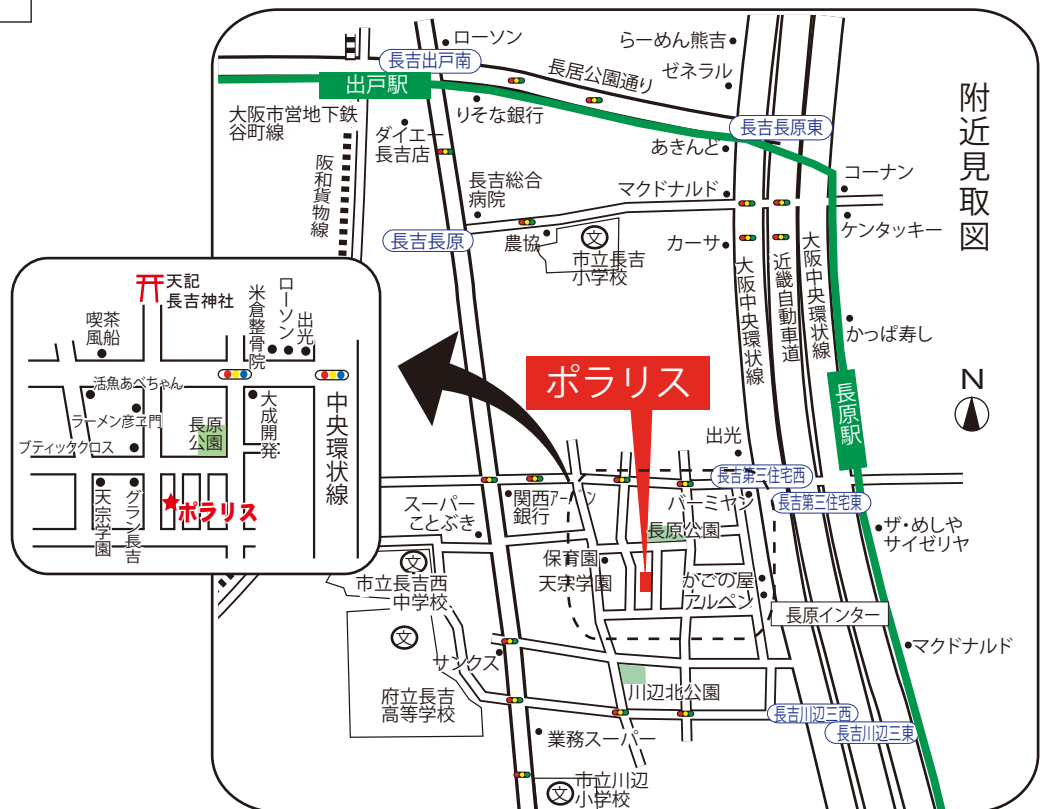 附近見取図
N
ローソン
らーめん熊吉
長吉出戸南
長居公園通り
ゼネラル
出戸駅
大阪市営地下鉄
谷町線
りそな銀行
長吉長原東
ダイエー
長吉店
あきんど
阪和貨物線
長吉総合
病院
マクドナルド
コーナン
長吉長原
農協
文
市立長吉
小学校
カーサ
ケンタッキー
大阪中央環状線
近畿自動車道
大阪中央環状線
かっぱ寿し
ポラリス
長原駅
出光
長吉第三住宅西
長吉第三住宅東
スーパー
ことぶき
関西アーバン
銀行
バーミヤン
長原公園
ザ・めしや
サイゼリヤ
保育園
天宗学園
かごの屋
アルペン
文
市立長吉西
中学校
長原インター
文
サンクス
マクドナルド
府立長吉
高等学校
川辺北公園
長吉川辺三西
長吉川辺三東
業務スーパー
文
市立川辺
小学校
天記
長吉神社
喫茶
風船
米倉整骨院
ローソン
出光
活魚あべちゃん
ラーメン彦ヱ門
長原
公園
大成開発
中央環状線
ブティッククロス
天宗学園
グラン長吉
ポラリス